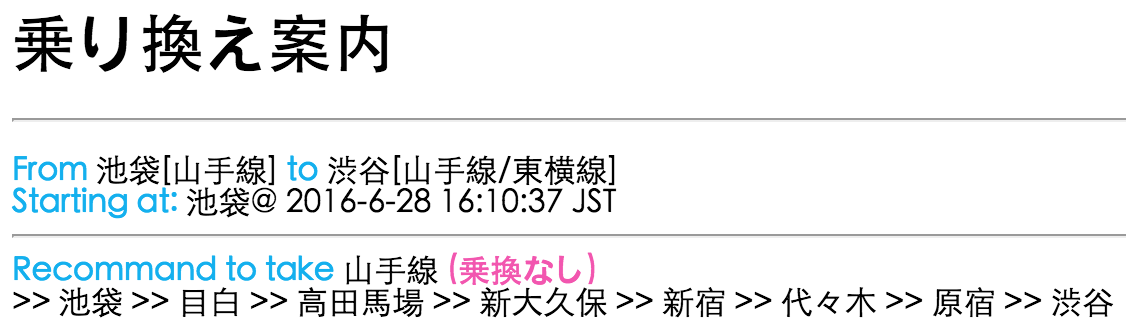 乗り換え案内
From 池袋[山手線] to 渋谷[山手線/東横線]
Starting at: 池袋@ 2016-6-28 16:10:37 JST
Recommand to take 山手線 (乗換なし)
>> 池袋 >> 目白 >> 高田馬場 >> 新大久保 >> 新宿 >> 代々木 >> 原宿 >> 渋谷